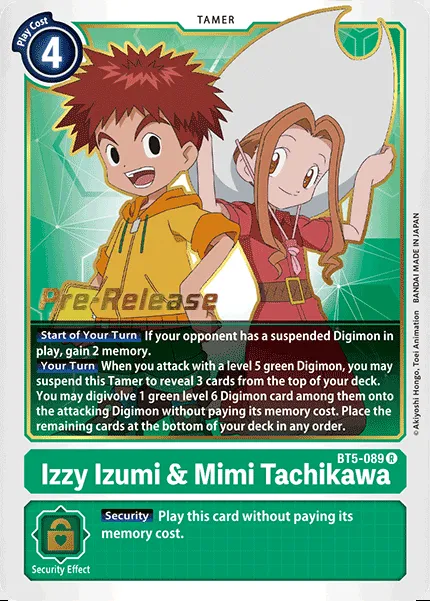 TAMER
Play Cost
4
Pre-Release
Start of Your Turn If your opponent has a suspended Digimon in
play, gain 2 memory.
Your Turn When you attack with a level 5 green Digimon, you may
suspend this Tamer to reveal 3 cards from the top of your deck.
You may digivolve 1 green level 6 Digimon card among them onto
the attacking Digimon without paying its memory cost. Place the
remaining cards at the bottom of your deck in any order.
©Akiyoshi Hongo, Toei Animation BANDAI MADE IN JAPAN
BT5-089 R
Izzy Izumi & Mimi Tachikawa
Security Play this card without paying its
memory cost.
Security Effect